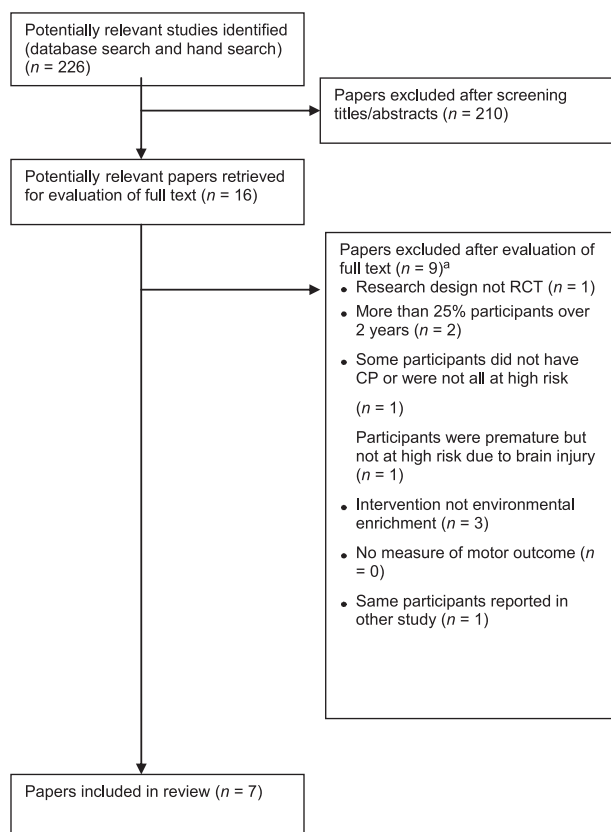 Potentially relevant studies identified
(database search and hand search)
(n = 226)
Papers excluded after screening
titles/abstracts (n = 210)
Potentially relevant papers retrieved
for evaluation of full text (n = 16)
Papers excluded after evaluation of
full text (n = 9)ᵃ
• Research design not RCT (n = 1)
• More than 25% participants over
2 years (n = 2)
• Some participants did not have
CP or were not all at high risk
(n = 1)
Participants were premature but
not at high risk due to brain injury
(n = 1)
• Intervention not environmental
enrichment (n = 3)
• No measure of motor outcome (n
= 0)
• Same participants reported in
other study (n = 1)
Papers included in review (n = 7)